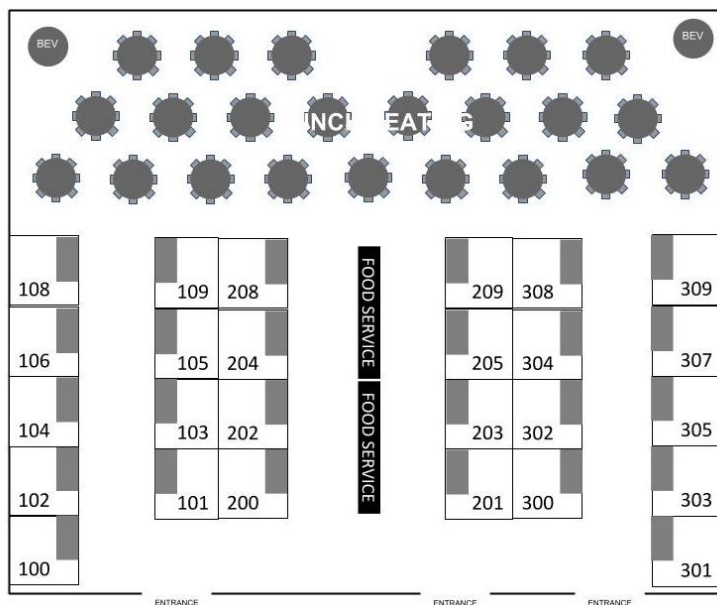 BEV
BEV
108
109 208
209 308
309
FOOD SERVICE
106
105 204
205 304
307
104
103 202
203 302
305
FOOD SERVICE
102
101 200
201 300
303
100
301
ENTRANCE
ENTRANCE
ENTRANCE